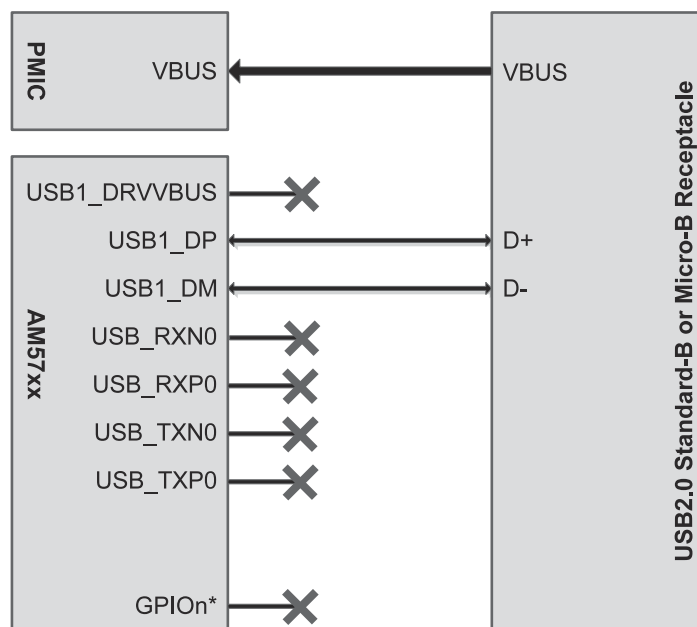 PMIC
VBUS
VBUS
USB1_DRVVBUS
USB1_DP
D+
USB1_DM
D-
USB_RXN0
USB_RXP0
USB_TXN0
USB_TXP0
GPIOn*
AM57xx
USB2.0 Standard-B or Micro-B Receptacle